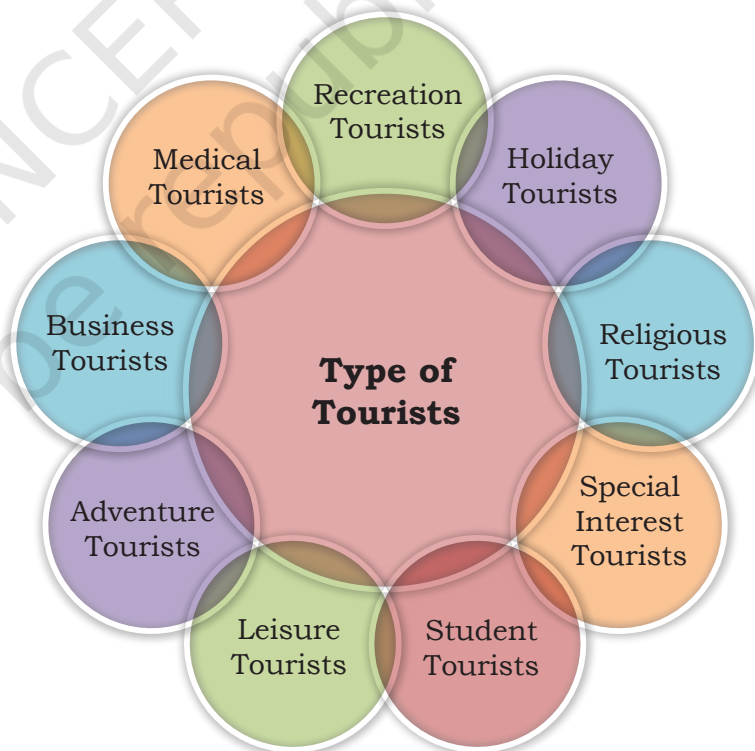 Recreation
Tourists
Holiday
Tourists
Religious
Tourists
Special
Interest
Tourists
Student
Tourists
Leisure
Tourists
Adventure
Tourists
Business
Tourists
Medical
Tourists
Type of
Tourists